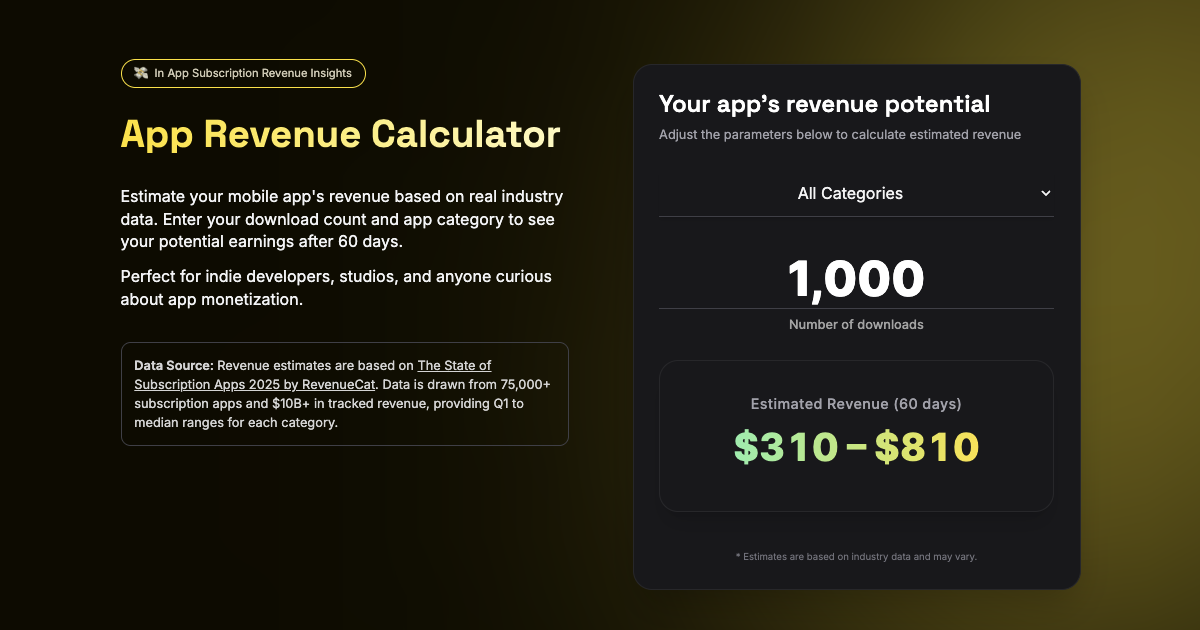 💸 In App Subscription Revenue Insights
App Revenue Calculator
Estimate your mobile app's revenue based on real industry
data. Enter your download count and app category to see
your potential earnings after 60 days.
Perfect for indie developers, studios, and anyone curious
about app monetization.
Data Source: Revenue estimates are based on The State of
Subscription Apps 2025 by RevenueCat. Data is drawn from 75,000+
subscription apps and $10B+ in tracked revenue, providing Q1 to
median ranges for each category.
Your app's revenue potential
Adjust the parameters below to calculate estimated revenue
All Categories
1,000
Number of downloads
Estimated Revenue (60 days)
$310 – $810
* Estimates are based on industry data and may vary.